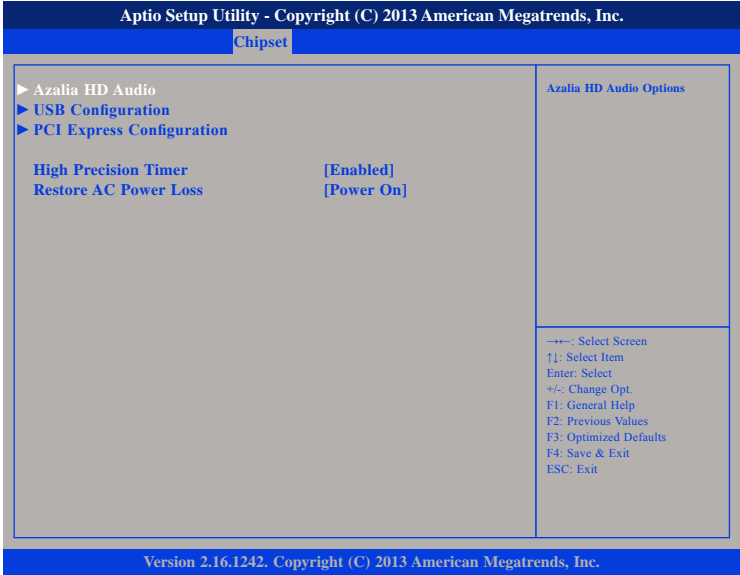 Aptio Setup Utility - Copyright (C) 2013 American Megatrends, Inc.
Chipset
► Azalia HD Audio
► USB Configuration
► PCI Express Configuration
High Precision Timer [Enabled]
Restore AC Power Loss [Power On]
Azalia HD Audio Options
→←: Select Screen
↑↓: Select Item
Enter: Select
+/-: Change Opt.
F1: General Help
F2: Previous Values
F3: Optimized Defaults
F4: Save & Exit
ESC: Exit
Version 2.16.1242. Copyright (C) 2013 American Megatrends, Inc.